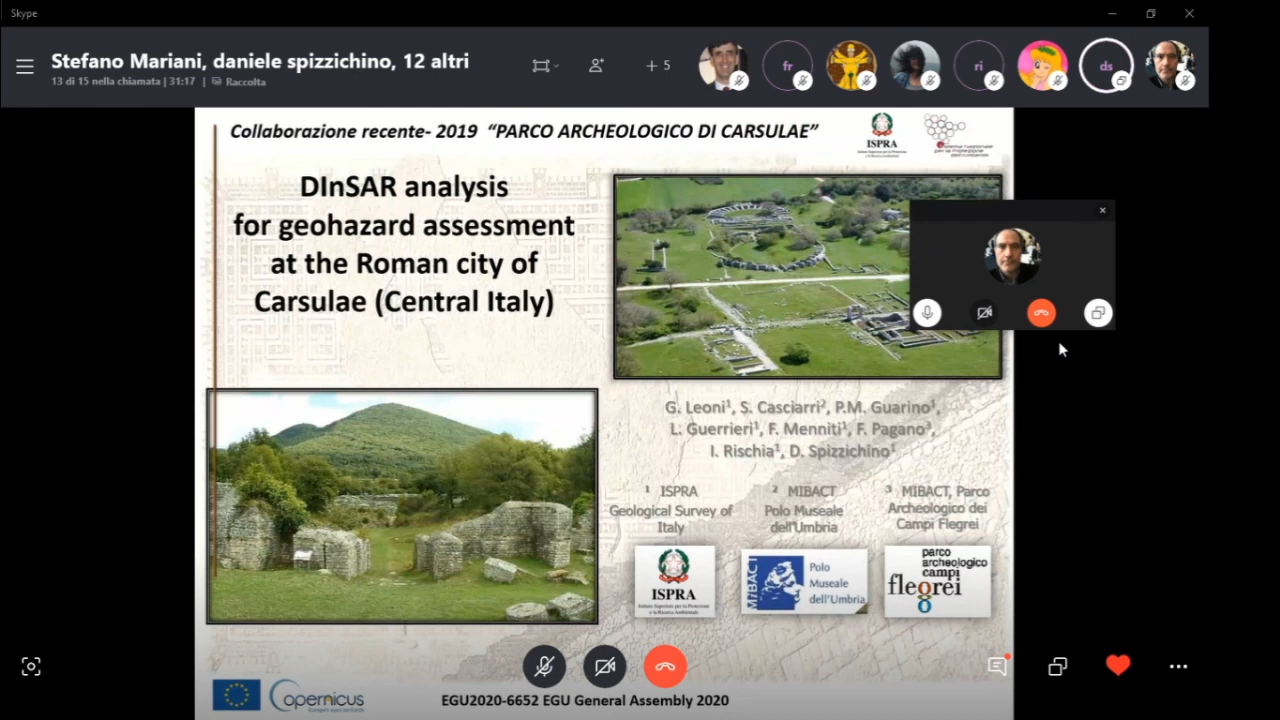 Skype
Stefano Mariani, daniele spizzichino, 12 altri
13 di 15 nella chiamata | 31:17 | Raccolta
+ 5
fr
ri
ds
Collaborazione recente- 2019 “PARCO ARCHEOLOGICO DI CARSULAE”
ISPRA
DInSAR analysis
for geohazard assessment
at the Roman city of
Carsulae (Central Italy)
G. Leoni¹, S. Casciarri², P.M. Guarino¹,
L. Guerrieri¹, F. Menniti¹, F. Pagano³,
I. Rischia¹, D. Spizzichino¹
¹ ISPRA
Geological Survey of
Italy
² MIBACT
Polo Museale
dell'Umbria
³ MIBACT, Parco
Archeologico dei
Campi Flegrei
ISPRA
Istituto Superiore per la Protezione
e la Ricerca Ambientale
MiBACT
Polo
Museale
dell'Umbria
parco
archeologico
campi
flegrei
Copernicus
EGU2020-6652 EGU General Assembly 2020